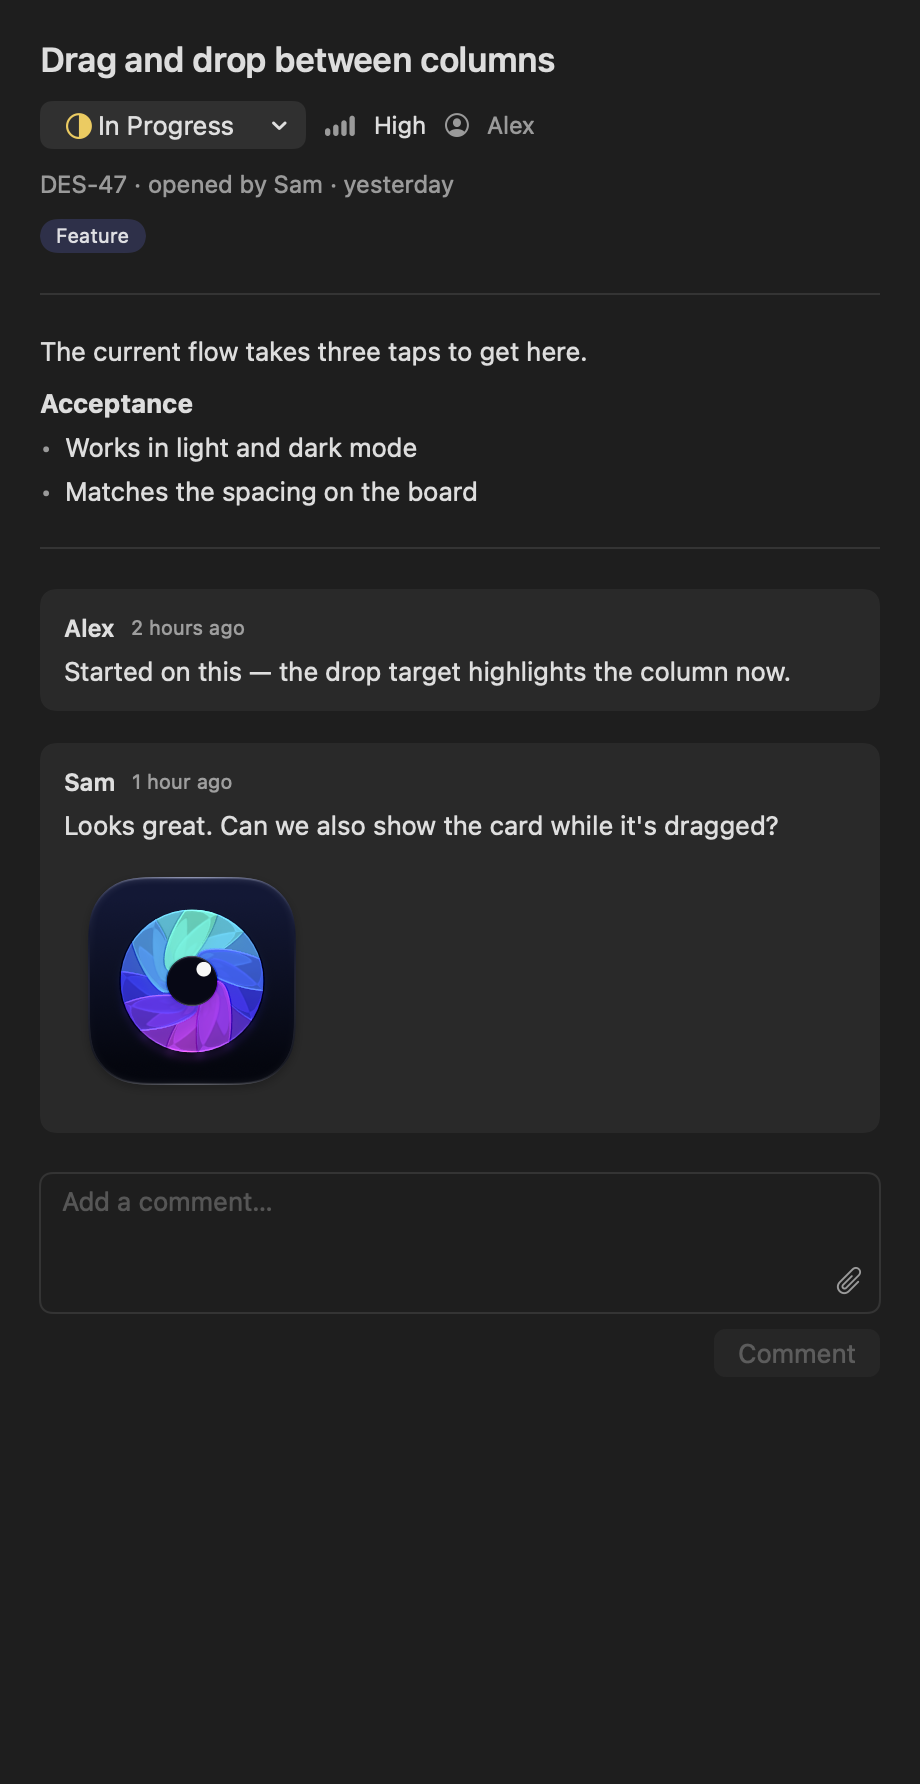 Drag and drop between columns
In Progress High Alex
DES-47 · opened by Sam · yesterday
Feature
The current flow takes three taps to get here.
Acceptance
• Works in light and dark mode
• Matches the spacing on the board
Alex 2 hours ago
Started on this — the drop target highlights the column now.
Sam 1 hour ago
Looks great. Can we also show the card while it's dragged?
Add a comment...
Comment